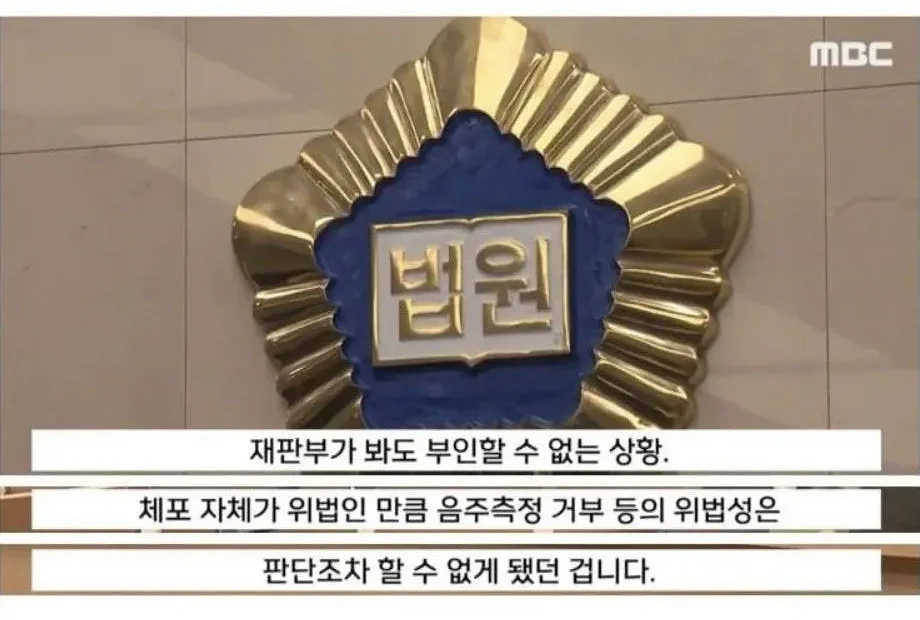 MBC
법원
재판부가 봐도 부인할 수 없는 상황.
체포 자체가 위법인 만큼 음주측정 거부 등의 위법성은
판단조차 할 수 없게 됐던 겁니다.